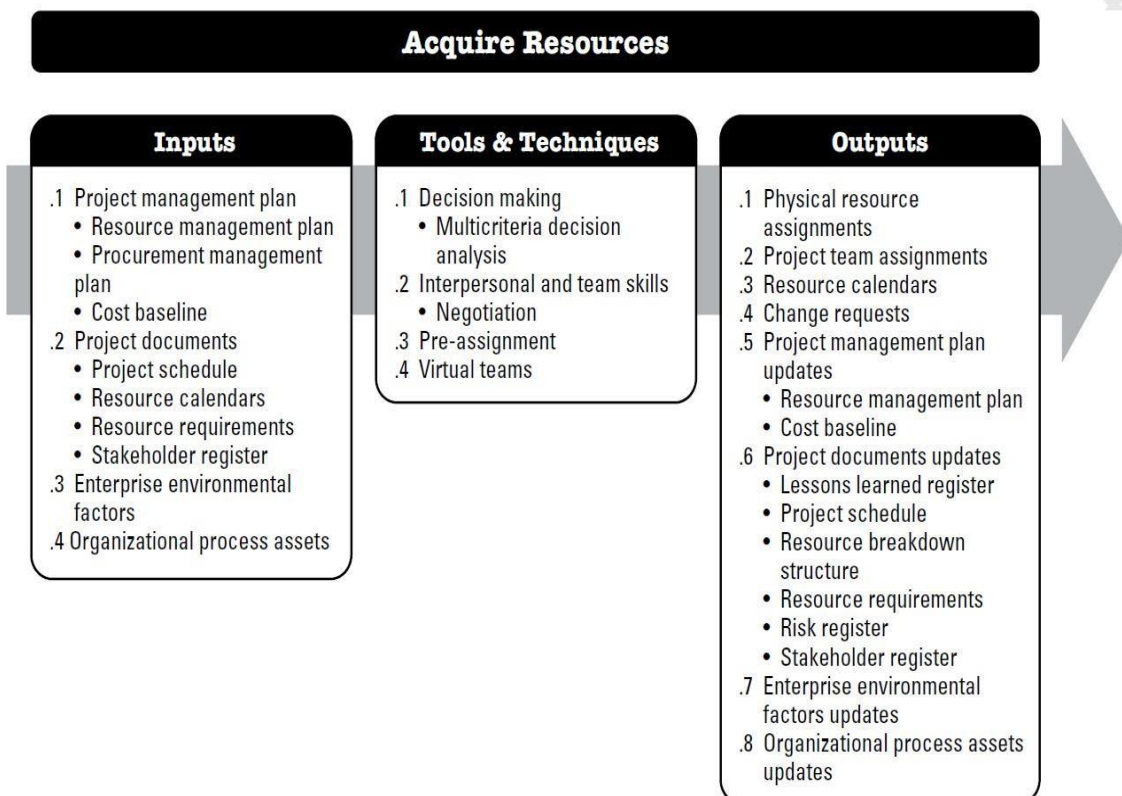 Acquire Resources
Inputs
.1 Project management plan
• Resource management plan
• Procurement management
plan
• Cost baseline
.2 Project documents
• Project schedule
• Resource calendars
• Resource requirements
• Stakeholder register
.3 Enterprise environmental
factors
.4 Organizational process assets
Tools & Techniques
.1 Decision making
• Multicriteria decision
analysis
.2 Interpersonal and team skills
• Negotiation
.3 Pre-assignment
.4 Virtual teams
Outputs
.1 Physical resource
assignments
.2 Project team assignments
.3 Resource calendars
.4 Change requests
.5 Project management plan
updates
• Resource management plan
• Cost baseline
.6 Project documents updates
• Lessons learned register
• Project schedule
• Resource breakdown
structure
• Resource requirements
• Risk register
• Stakeholder register
.7 Enterprise environmental
factors updates
.8 Organizational process assets
updates